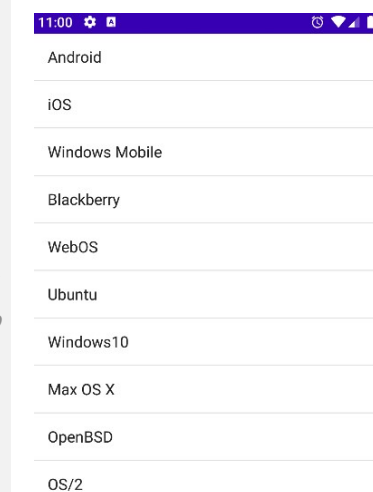 11:00
Android
iOS
Windows Mobile
Blackberry
WebOS
Ubuntu
Windows10
Max OS X
OpenBSD
OS/2